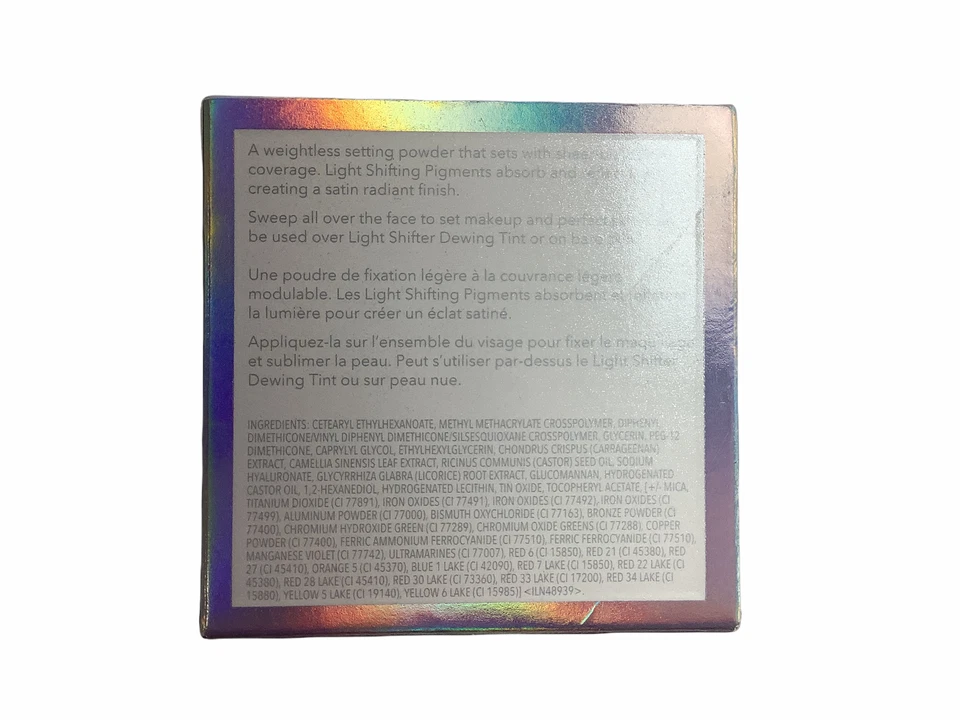 A weightless setting powder that sets with sheer
coverage. Light Shifting Pigments absorb and
creating a satin radiant finish.
Sweep all over the face to set makeup and perfect
be used over Light Shifter Dewing Tint or on bare
Une poudre de fixation légère à la couvrance légère
modulable. Les Light Shifting Pigments absorbent et
la lumière pour créer un éclat satiné.
Appliquez-la sur l'ensemble du visage pour fixer le maquillage
et sublimer la peau. Peut s'utiliser par-dessus le Light Shifter
Dewing Tint ou sur peau nue.
INGREDIENTS: CETEARYL ETHYLHEXANOATE, METHYL METHACRYLATE CROSSPOLYMER, DIPHENYL
DIMETHICONE/VINYL DIPHENYL DIMETHICONE/SILSESQUIOXANE CROSSPOLYMER, GLYCERIN, PEG-12
DIMETHICONE, CAPRYLYL GLYCOL, ETHYLHEXYLGLYCERIN, CHONDRUS CRISPUS (CARRAGEENAN)
EXTRACT, CAMELLIA SINENSIS LEAF EXTRACT, RICINUS COMMUNIS (CASTOR) SEED OIL, SODIUM
HYALURONATE, GLYCYRRHIZA GLABRA (LICORICE) ROOT EXTRACT, GLUCOMANNAN, HYDROGENATED
CASTOR OIL, 1,2-HEXANEDIOL, HYDROGENATED LECITHIN, TIN OXIDE, TOCOPHERYL ACETATE, [+/- MICA,
TITANIUM DIOXIDE (CI 77891), IRON OXIDES (CI 77491), IRON OXIDES (CI 77492), IRON OXIDES (CI
77499), ALUMINUM POWDER (CI 77000), BISMUTH OXYCHLORIDE (CI 77163), BRONZE POWDER (CI
77400), CHROMIUM HYDROXIDE GREEN (CI 77289), CHROMIUM OXIDE GREENS (CI 77288), COPPER
POWDER (CI 77400), FERRIC AMMONIUM FERROCYANIDE (CI 77510), FERRIC FERROCYANIDE (CI 77510),
MANGANESE VIOLET (CI 77742), ULTRAMARINES (CI 77007), RED 6 (CI 15850), RED 21 (CI 45380), RED
27 (CI 45410), ORANGE 5 (CI 45370), BLUE 1 LAKE (CI 42090), RED 7 LAKE (CI 15850), RED 22 LAKE (CI
45380), RED 28 LAKE (CI 45410), RED 30 LAKE (CI 73360), RED 33 LAKE (CI 17200), RED 34 LAKE (CI
15880), YELLOW 5 LAKE (CI 19140), YELLOW 6 LAKE (CI 15985)] <ILN48939>.